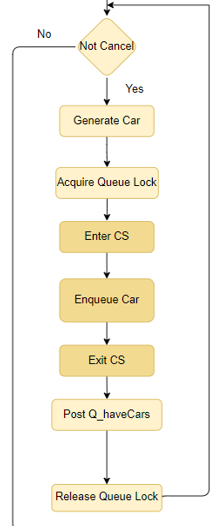 Not Cancel
No
Yes
Generate Car
Acquire Queue Lock
Enter CS
Enqueue Car
Exit CS
Post Q_haveCars
Release Queue Lock